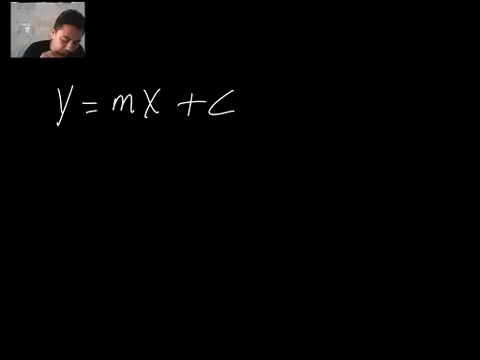 y = mx + c